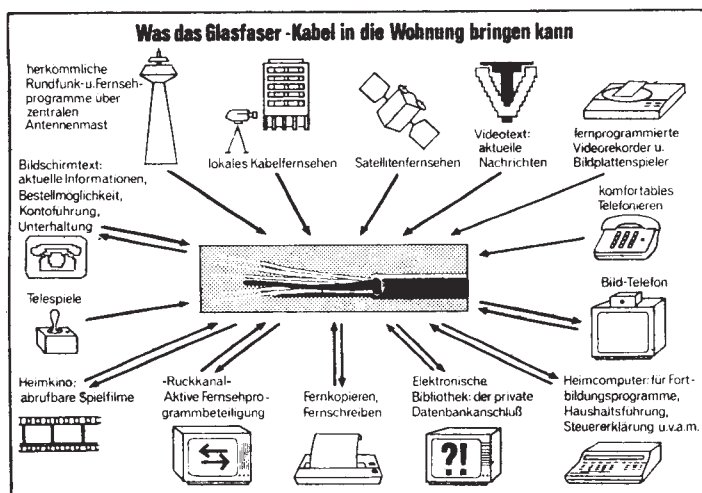 Was das Glasfaser-Kabel in die Wohnung bringen kann
herkommliche
Rundfunk-u.Fernseh-
programme über
zentralen
Antennenmast
lokales Kabelfernsehen
Satellitenfernsehen
Videotext:
aktuelle
Nachrichten
fernprogrammierte
Videorekorder u.
Bildplattenspieler
Bildschirmtext:
aktuelle Informationen,
Bestellmöglichkeit,
Kontoführung,
Unterhaltung
komfortables
Telefonieren
Telespiele
Bild-Telefon
Heimkino:
abrufbare Spielfilme
-Ruckkanal-
Aktive Fernsehpro-
grammbeteiligung
Fernkopieren,
Fernschreiben
Elektronische
Bibliothek: der private
Datenbankanschluß
?!
Heimcomputer: für Fort-
bildungsprogramme,
Haushaltsführung,
Steuererklärung u.v.a.m.